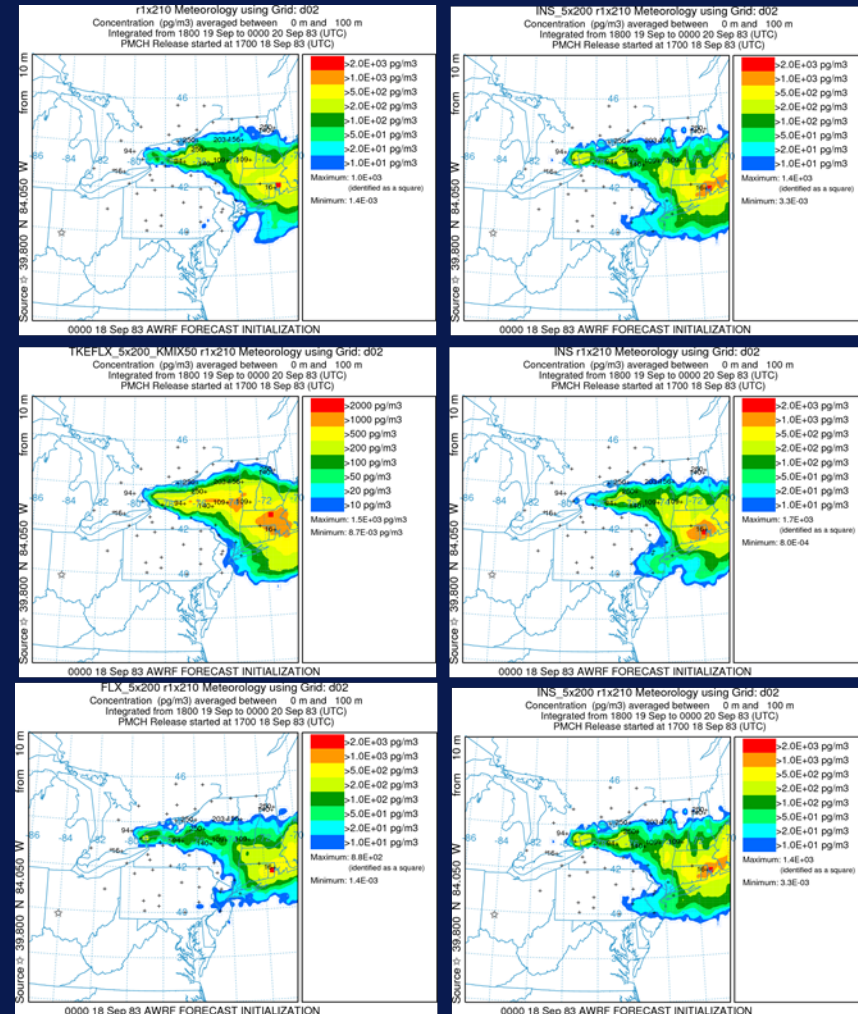 r1x210 Meteorology using Grid: d02
Concentration (pg/m3) averaged between 0 m and 100 m
Integrated from 1800 19 Sep to 0000 20 Sep 83 (UTC)
PMCH Release started at 1700 18 Sep 83 (UTC)
Source ☆ 39.800 N 84.050 W from 10 m
>2.0E+03 pg/m3
>1.0E+03 pg/m3
>5.0E+02 pg/m3
>2.0E+02 pg/m3
>1.0E+02 pg/m3
>5.0E+01 pg/m3
>2.0E+01 pg/m3
>1.0E+01 pg/m3
Maximum: 1.0E+03
(identified as a square)
Minimum: 1.4E-03
0000 18 Sep 83 AWRF FORECAST INITIALIZATION
INS_5x200 r1x210 Meteorology using Grid: d02
Concentration (pg/m3) averaged between 0 m and 100 m
Integrated from 1800 19 Sep to 0000 20 Sep 83 (UTC)
PMCH Release started at 1700 18 Sep 83 (UTC)
Source ☆ 39.800 N 84.050 W from 10 m
>2.0E+03 pg/m3
>1.0E+03 pg/m3
>5.0E+02 pg/m3
>2.0E+02 pg/m3
>1.0E+02 pg/m3
>5.0E+01 pg/m3
>2.0E+01 pg/m3
>1.0E+01 pg/m3
Maximum: 1.4E+03
(identified as a square)
Minimum: 3.3E-03
0000 18 Sep 83 AWRF FORECAST INITIALIZATION
TKEFLX_5x200_KMIX50 r1x210 Meteorology using Grid: d02
Concentration (pg/m3) averaged between 0 m and 100 m
Integrated from 1800 19 Sep to 0000 20 Sep 83 (UTC)
PMCH Release started at 1700 18 Sep 83 (UTC)
Source ☆ 39.800 N 84.050 W from 10 m
>2000 pg/m3
>1000 pg/m3
>500 pg/m3
>200 pg/m3
>100 pg/m3
>50 pg/m3
>20 pg/m3
>10 pg/m3
Maximum: 1.5E+03 pg/m3
Minimum: 8.7E-03 pg/m3
0000 18 Sep 83 AWRF FORECAST INITIALIZATION
INS r1x210 Meteorology using Grid: d02
Concentration (pg/m3) averaged between 0 m and 100 m
Integrated from 1800 19 Sep to 0000 20 Sep 83 (UTC)
PMCH Release started at 1700 18 Sep 83 (UTC)
Source ☆ 39.800 N 84.050 W from 10 m
>2.0E+03 pg/m3
>1.0E+03 pg/m3
>5.0E+02 pg/m3
>2.0E+02 pg/m3
>1.0E+02 pg/m3
>5.0E+01 pg/m3
>2.0E+01 pg/m3
>1.0E+01 pg/m3
Maximum: 1.7E+03
(identified as a square)
Minimum: 8.0E-04
0000 18 Sep 83 AWRF FORECAST INITIALIZATION
FLX_5x200 r1x210 Meteorology using Grid: d02
Concentration (pg/m3) averaged between 0 m and 100 m
Integrated from 1800 19 Sep to 0000 20 Sep 83 (UTC)
PMCH Release started at 1700 18 Sep 83 (UTC)
Source ☆ 39.800 N 84.050 W from 10 m
>2.0E+03 pg/m3
>1.0E+03 pg/m3
>5.0E+02 pg/m3
>2.0E+02 pg/m3
>1.0E+02 pg/m3
>5.0E+01 pg/m3
>2.0E+01 pg/m3
>1.0E+01 pg/m3
Maximum: 8.8E+02
(identified as a square)
Minimum: 1.4E-03
0000 18 Sep 83 AWRF FORECAST INITIALIZATION
INS_5x200 r1x210 Meteorology using Grid: d02
Concentration (pg/m3) averaged between 0 m and 100 m
Integrated from 1800 19 Sep to 0000 20 Sep 83 (UTC)
PMCH Release started at 1700 18 Sep 83 (UTC)
Source ☆ 39.800 N 84.050 W from 10 m
>2.0E+03 pg/m3
>1.0E+03 pg/m3
>5.0E+02 pg/m3
>2.0E+02 pg/m3
>1.0E+02 pg/m3
>5.0E+01 pg/m3
>2.0E+01 pg/m3
>1.0E+01 pg/m3
Maximum: 1.4E+03
(identified as a square)
Minimum: 3.3E-03
0000 18 Sep 83 AWRF FORECAST INITIALIZATION